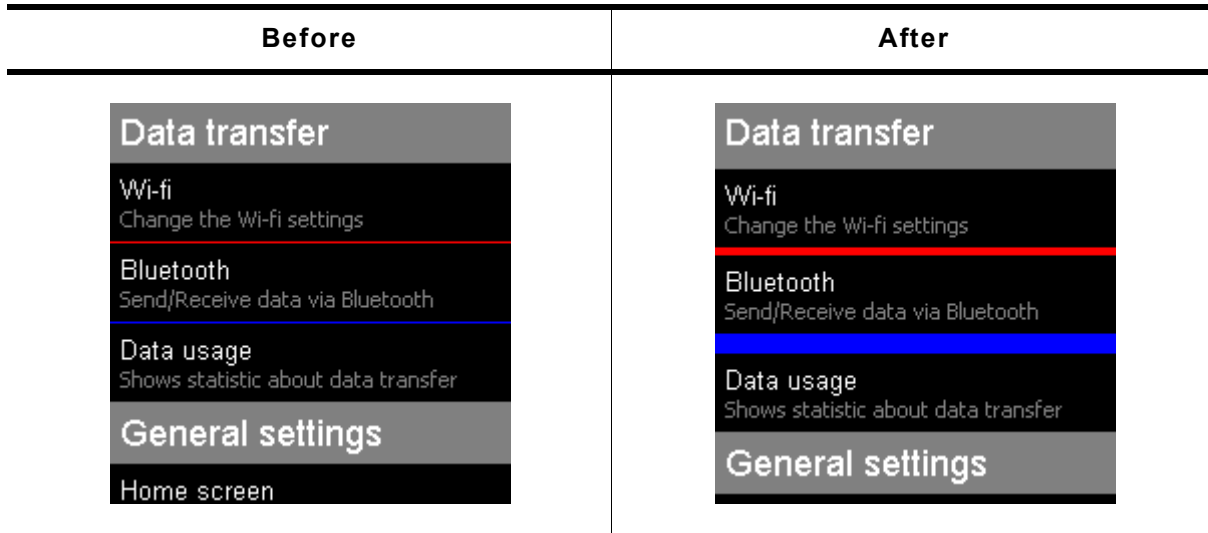 Before
After
Data transfer
Wi-fi
Change the Wi-fi settings
Bluetooth
Send/Receive data via Bluetooth
Data usage
Shows statistic about data transfer
General settings
Home screen
Data transfer
Wi-fi
Change the Wi-fi settings
Bluetooth
Send/Receive data via Bluetooth
Data usage
Shows statistic about data transfer
General settings